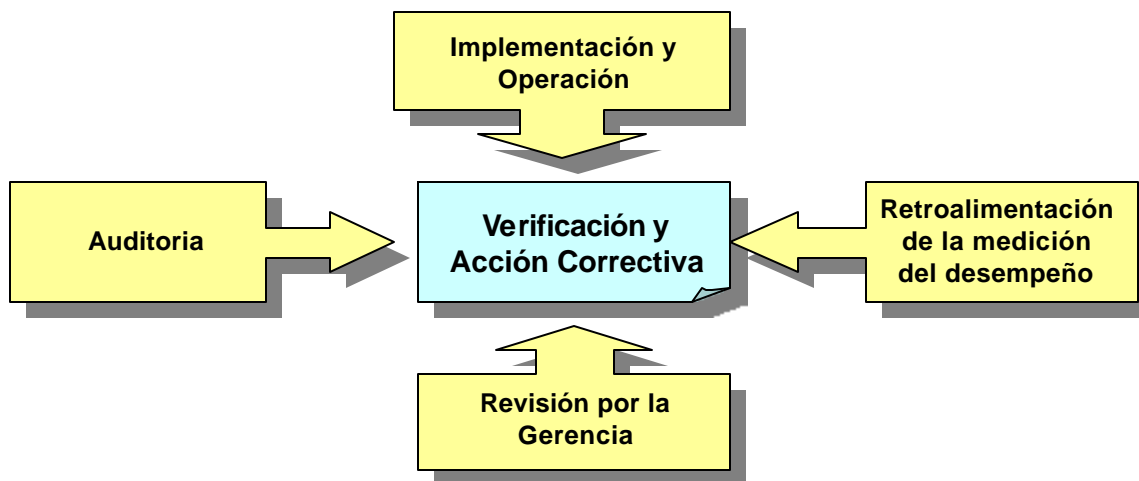 Implementación y
Operación
Auditoria
Verificación y
Acción Correctiva
Retroalimentación
de la medición
del desempeño
Revisión por la
Gerencia